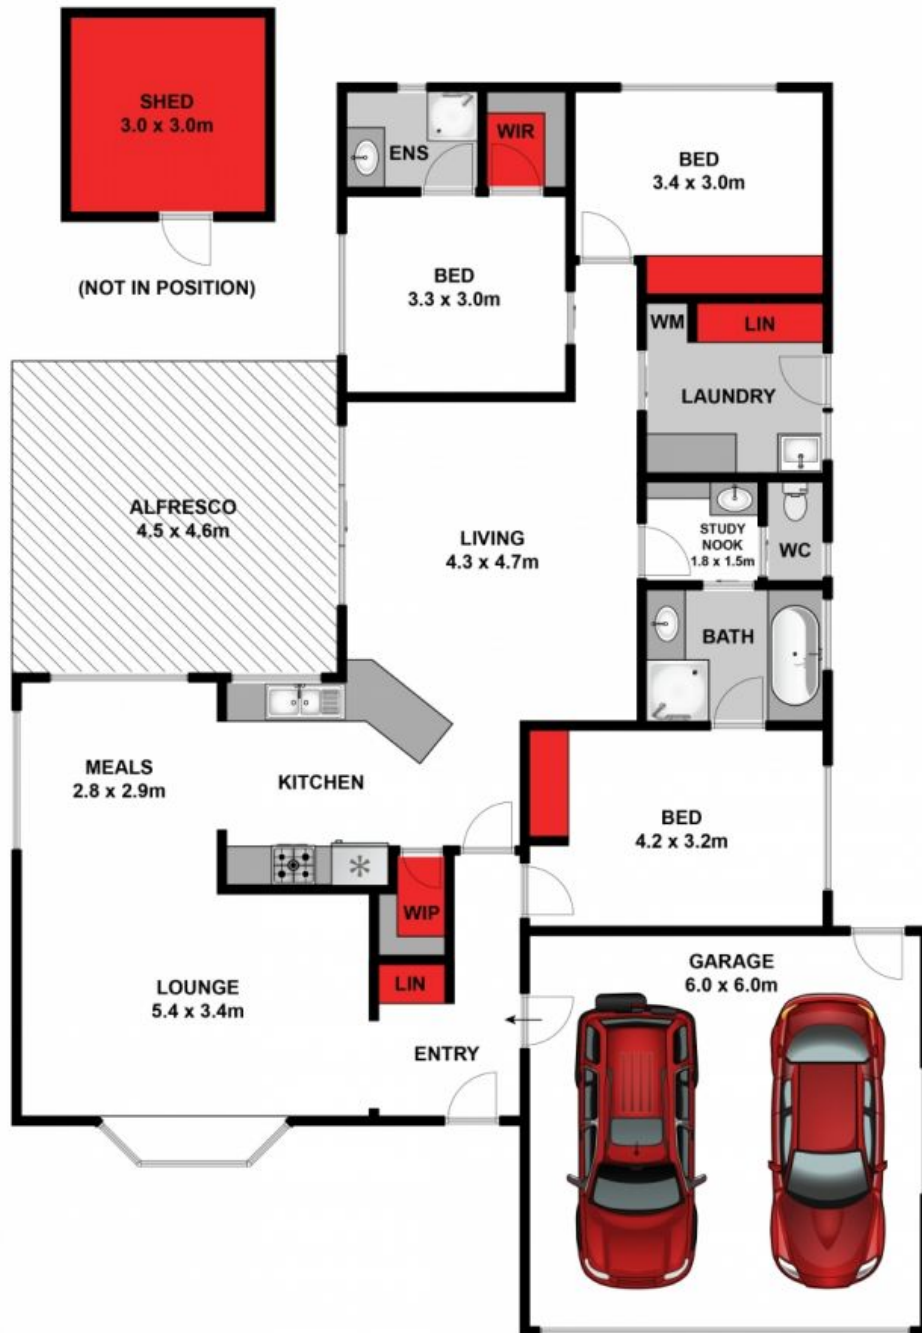 SHED
3.0 x 3.0m
(NOT IN POSITION)
ENS
WIR
BED
3.4 x 3.0m
BED
3.3 x 3.0m
WM
LIN
LAUNDRY
ALFRESCO
4.5 x 4.6m
LIVING
4.3 x 4.7m
STUDY
NOOK
1.8 x 1.5m
WC
BATH
MEALS
2.8 x 2.9m
KITCHEN
BED
4.2 x 3.2m
WIP
LIN
LOUNGE
5.4 x 3.4m
ENTRY
GARAGE
6.0 x 6.0m